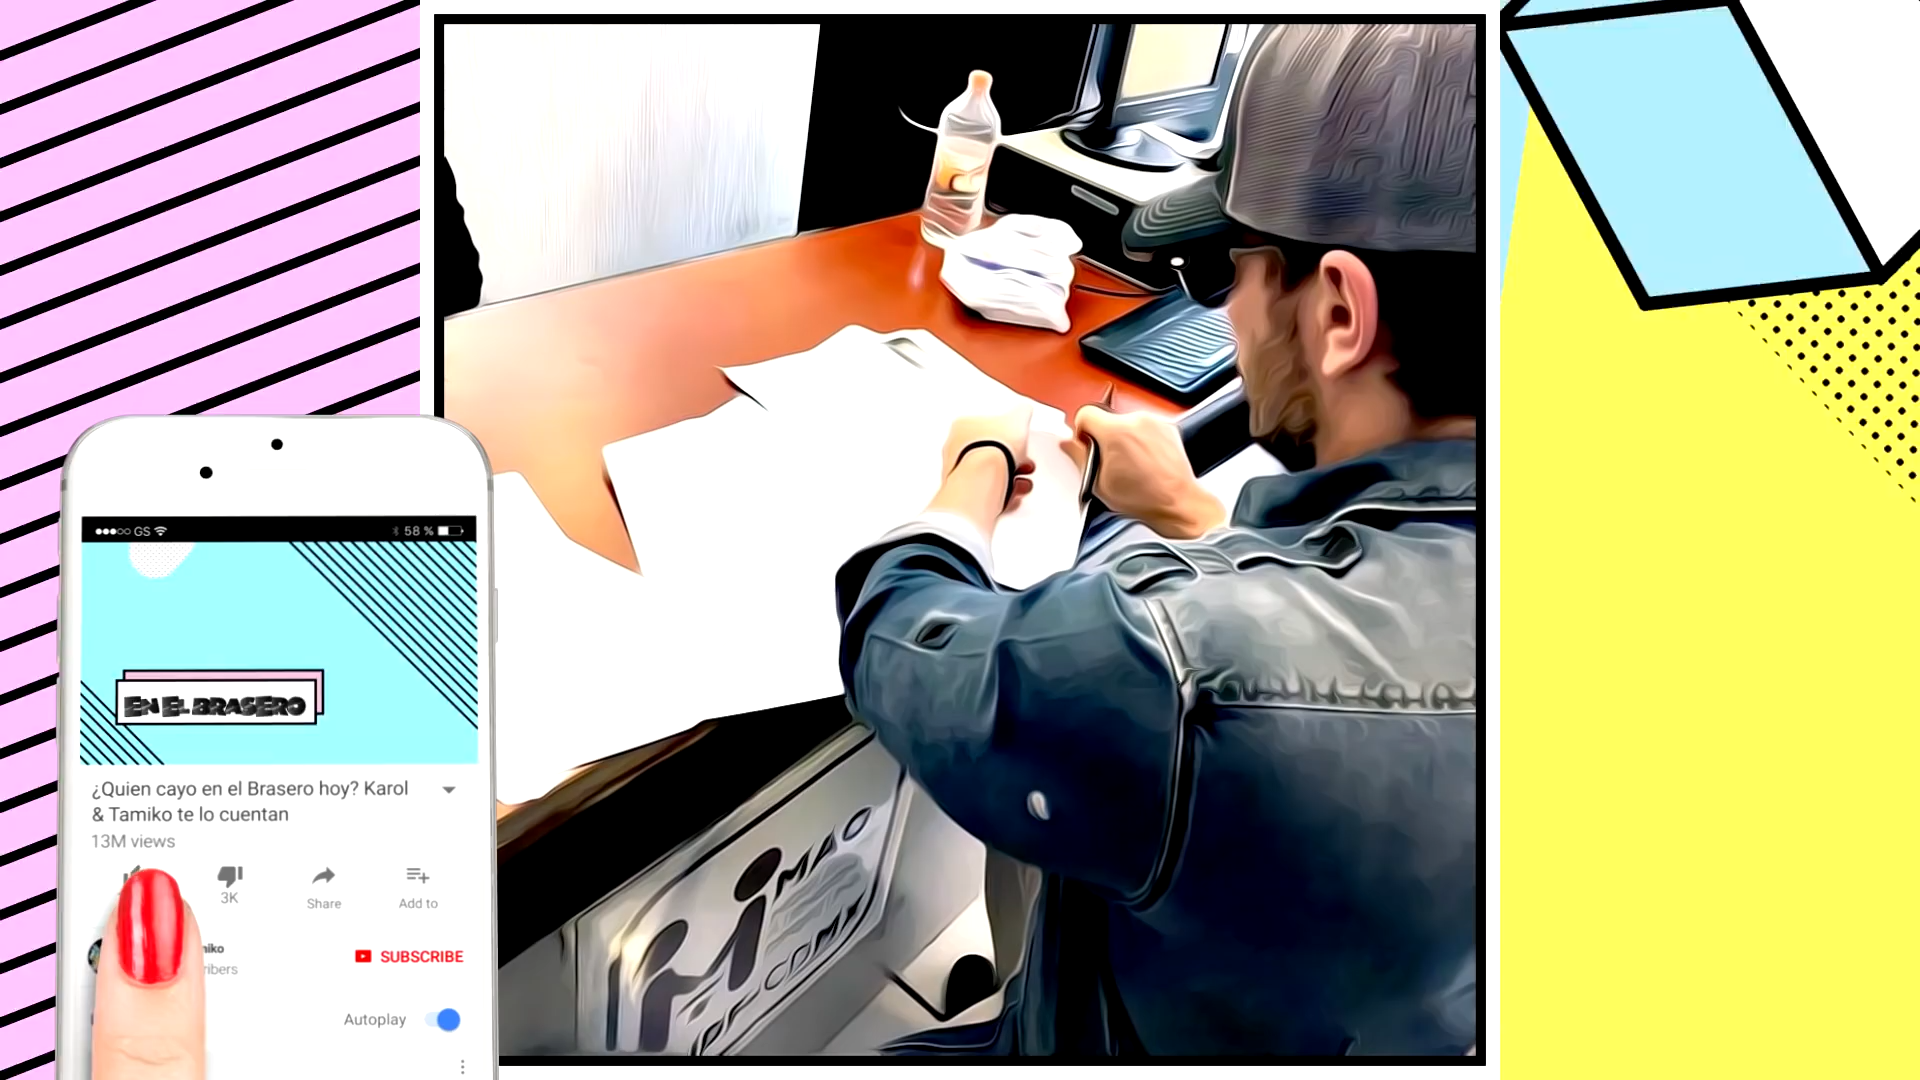 GS
58 %
EN EL BRASERO
¿Quien cayo en el Brasero hoy? Karol
& Tamiko te lo cuentan
13M views
3K
Share
Add to
SUBSCRIBE
Autoplay